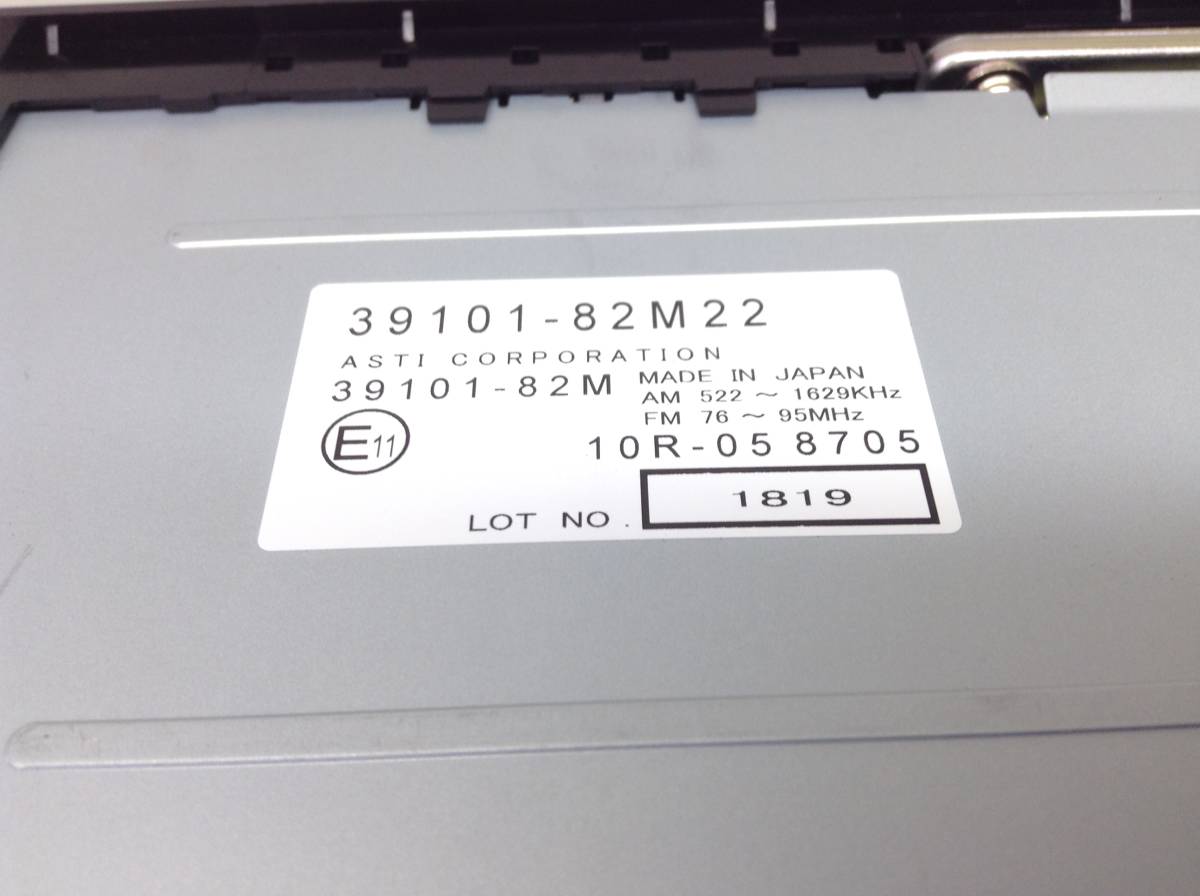 39101-82M22
ASTI CORPORATION
39101-82M
MADE IN JAPAN
AM 522 ~ 1629KHz
FM 76 ~ 95MHz
E11
10R-05 8705
LOT NO. 1819